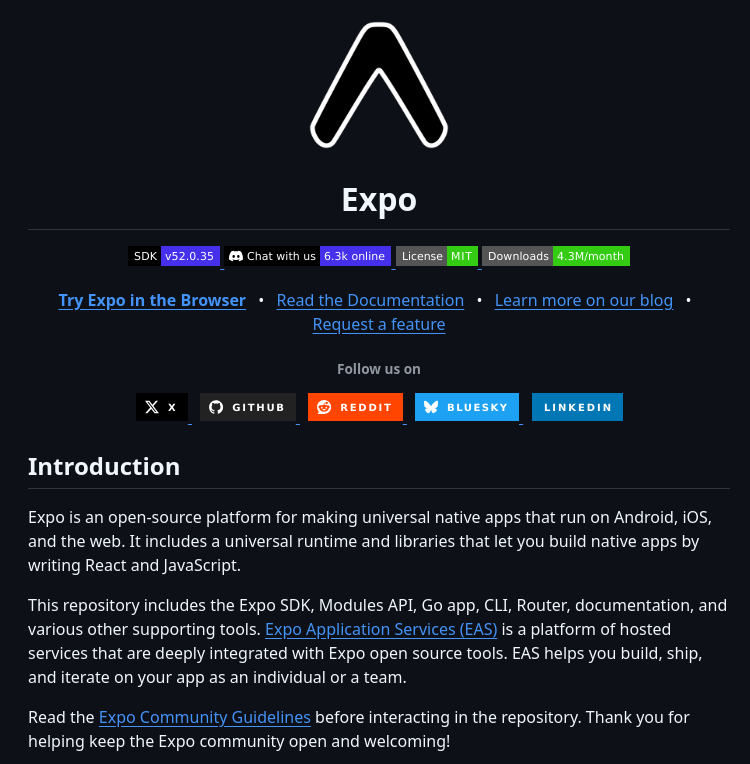 Expo
SDK v52.0.35 Chat with us 6.3k online License MIT Downloads 4.3M/month
Try Expo in the Browser • Read the Documentation • Learn more on our blog •
Request a feature
Follow us on
X GITHUB REDDIT BLUESKY LINKEDIN
Introduction
Expo is an open-source platform for making universal native apps that run on Android, iOS,
and the web. It includes a universal runtime and libraries that let you build native apps by
writing React and JavaScript.
This repository includes the Expo SDK, Modules API, Go app, CLI, Router, documentation, and
various other supporting tools. Expo Application Services (EAS) is a platform of hosted
services that are deeply integrated with Expo open source tools. EAS helps you build, ship,
and iterate on your app as an individual or a team.
Read the Expo Community Guidelines before interacting in the repository. Thank you for
helping keep the Expo community open and welcoming!